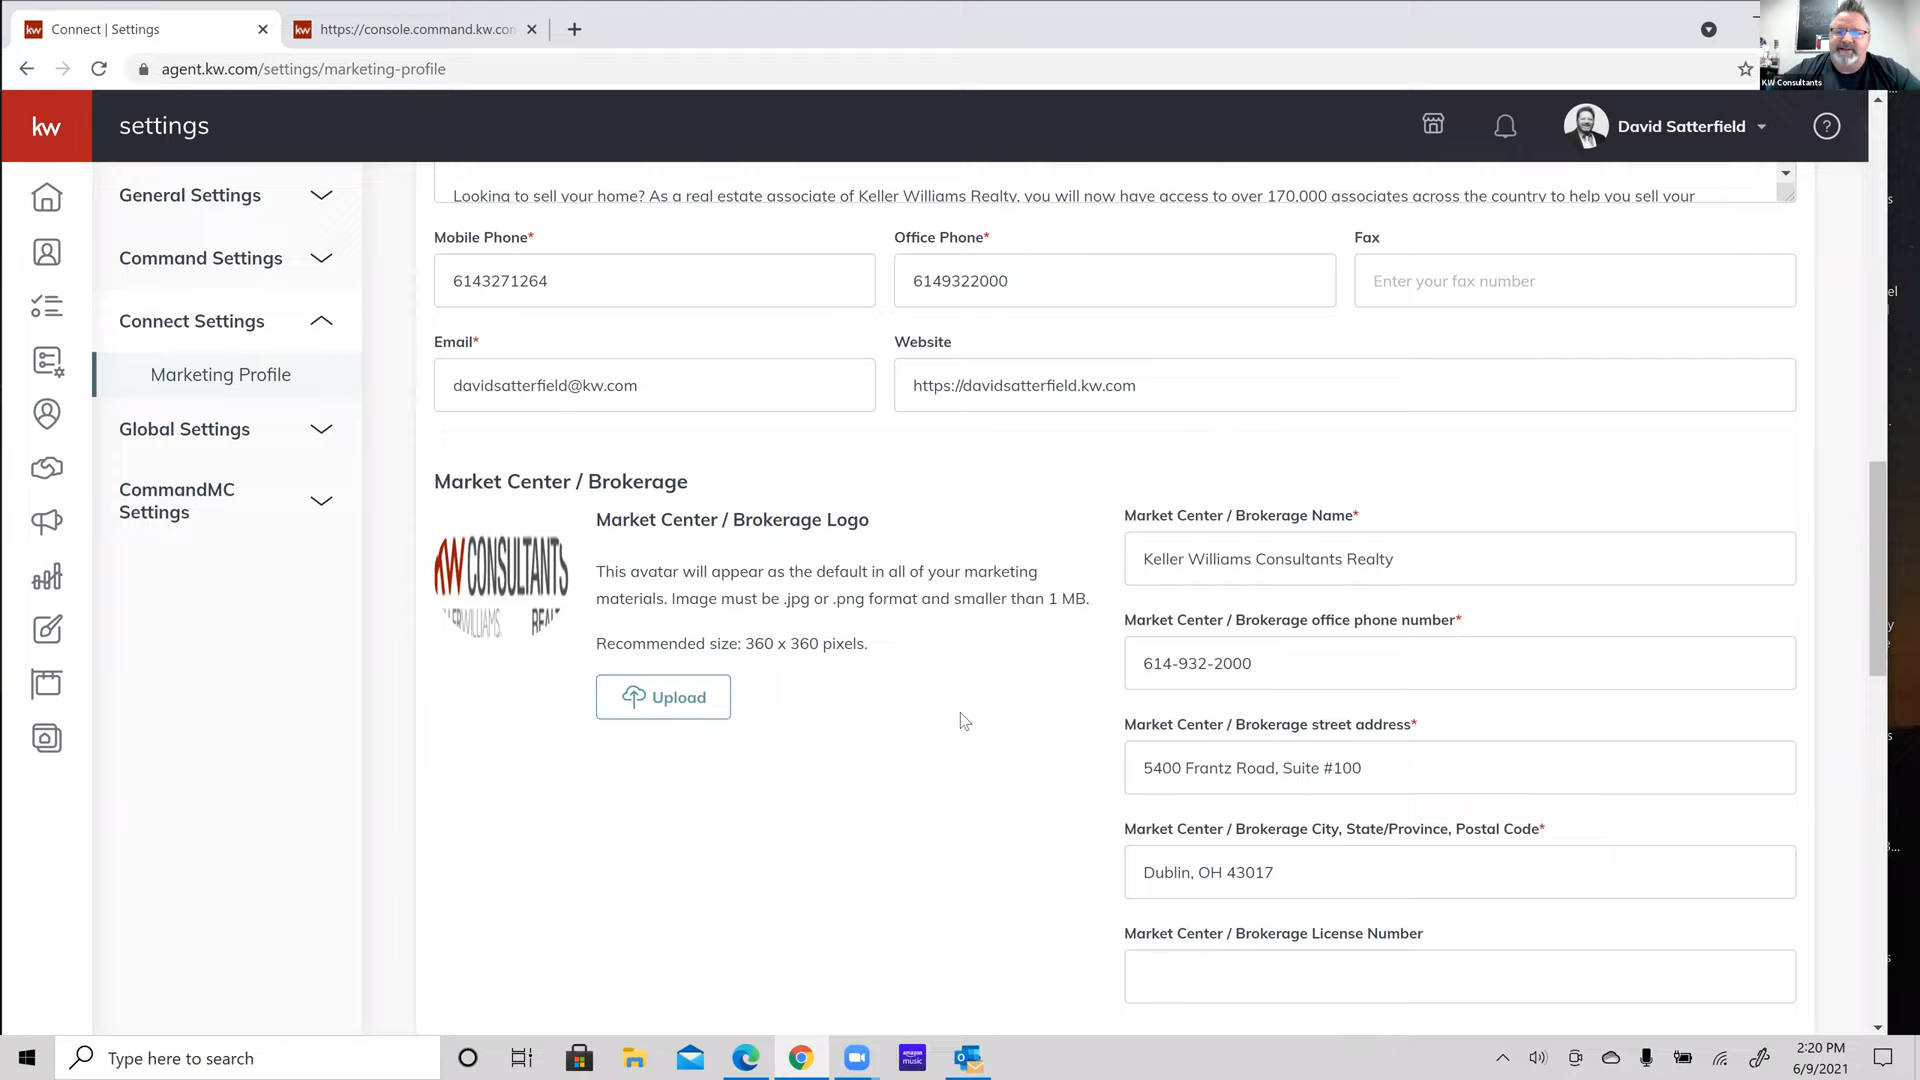 Connect | Settings
https://console.command.kw.con
agent.kw.com/settings/marketing-profile
KW Consultants
kw
settings
David Satterfield
General Settings
Command Settings
Connect Settings
Marketing Profile
Global Settings
CommandMC
Settings
Looking to sell your home? As a real estate associate of Keller Williams Realty, you will now have access to over 170,000 associates across the country to help you sell your
Mobile Phone*
Office Phone*
Fax
6143271264
6149322000
Enter your fax number
Email*
Website
davidsatterfield@kw.com
https://davidsatterfield.kw.com
Market Center / Brokerage
KWCONSULTANTS
Market Center / Brokerage Logo
This avatar will appear as the default in all of your marketing
materials. Image must be .jpg or .png format and smaller than 1 MB.
Recommended size: 360 x 360 pixels.
Upload
Market Center / Brokerage Name*
Keller Williams Consultants Realty
Market Center / Brokerage office phone number*
614-932-2000
Market Center / Brokerage street address*
5400 Frantz Road, Suite #100
Market Center / Brokerage City, State/Province, Postal Code*
Dublin, OH 43017
Market Center / Brokerage License Number
Type here to search
amazon
music
2:20 PM
6/9/2021